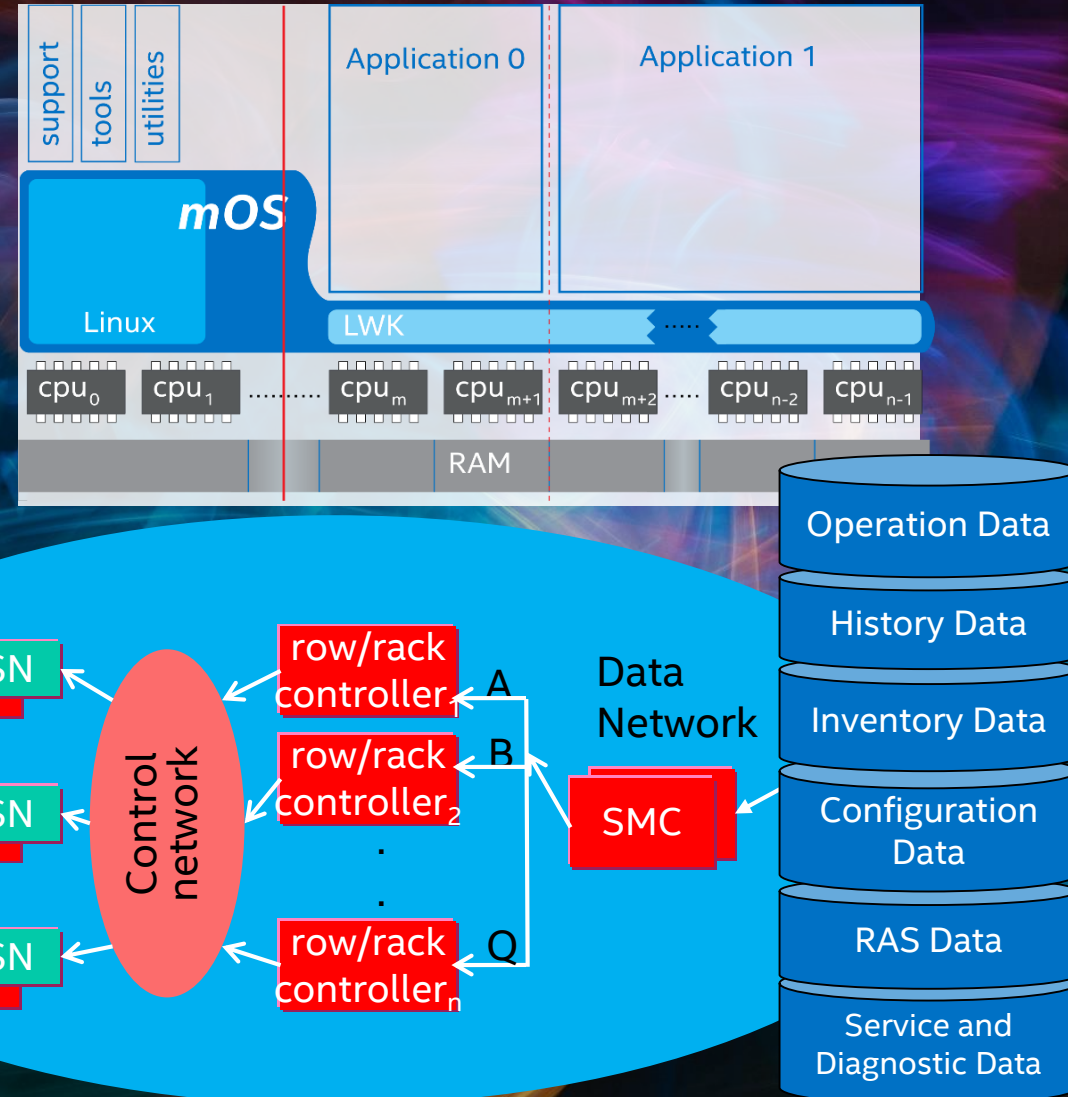 support
tools
utilities
Application 0
Application 1
mOS
Linux
LWK
.....
cpu0
cpu1
..........
cpum
cpum+1
cpum+2
.....
cpun-2
cpun-1
RAM
Operation Data
History Data
Inventory Data
Configuration
Data
RAS Data
Service and
Diagnostic Data
SN
SN
SN
Control
network
row/rack
controller1
row/rack
controller2
.
.
row/rack
controllern
A
B
Q
Data
Network
SMC